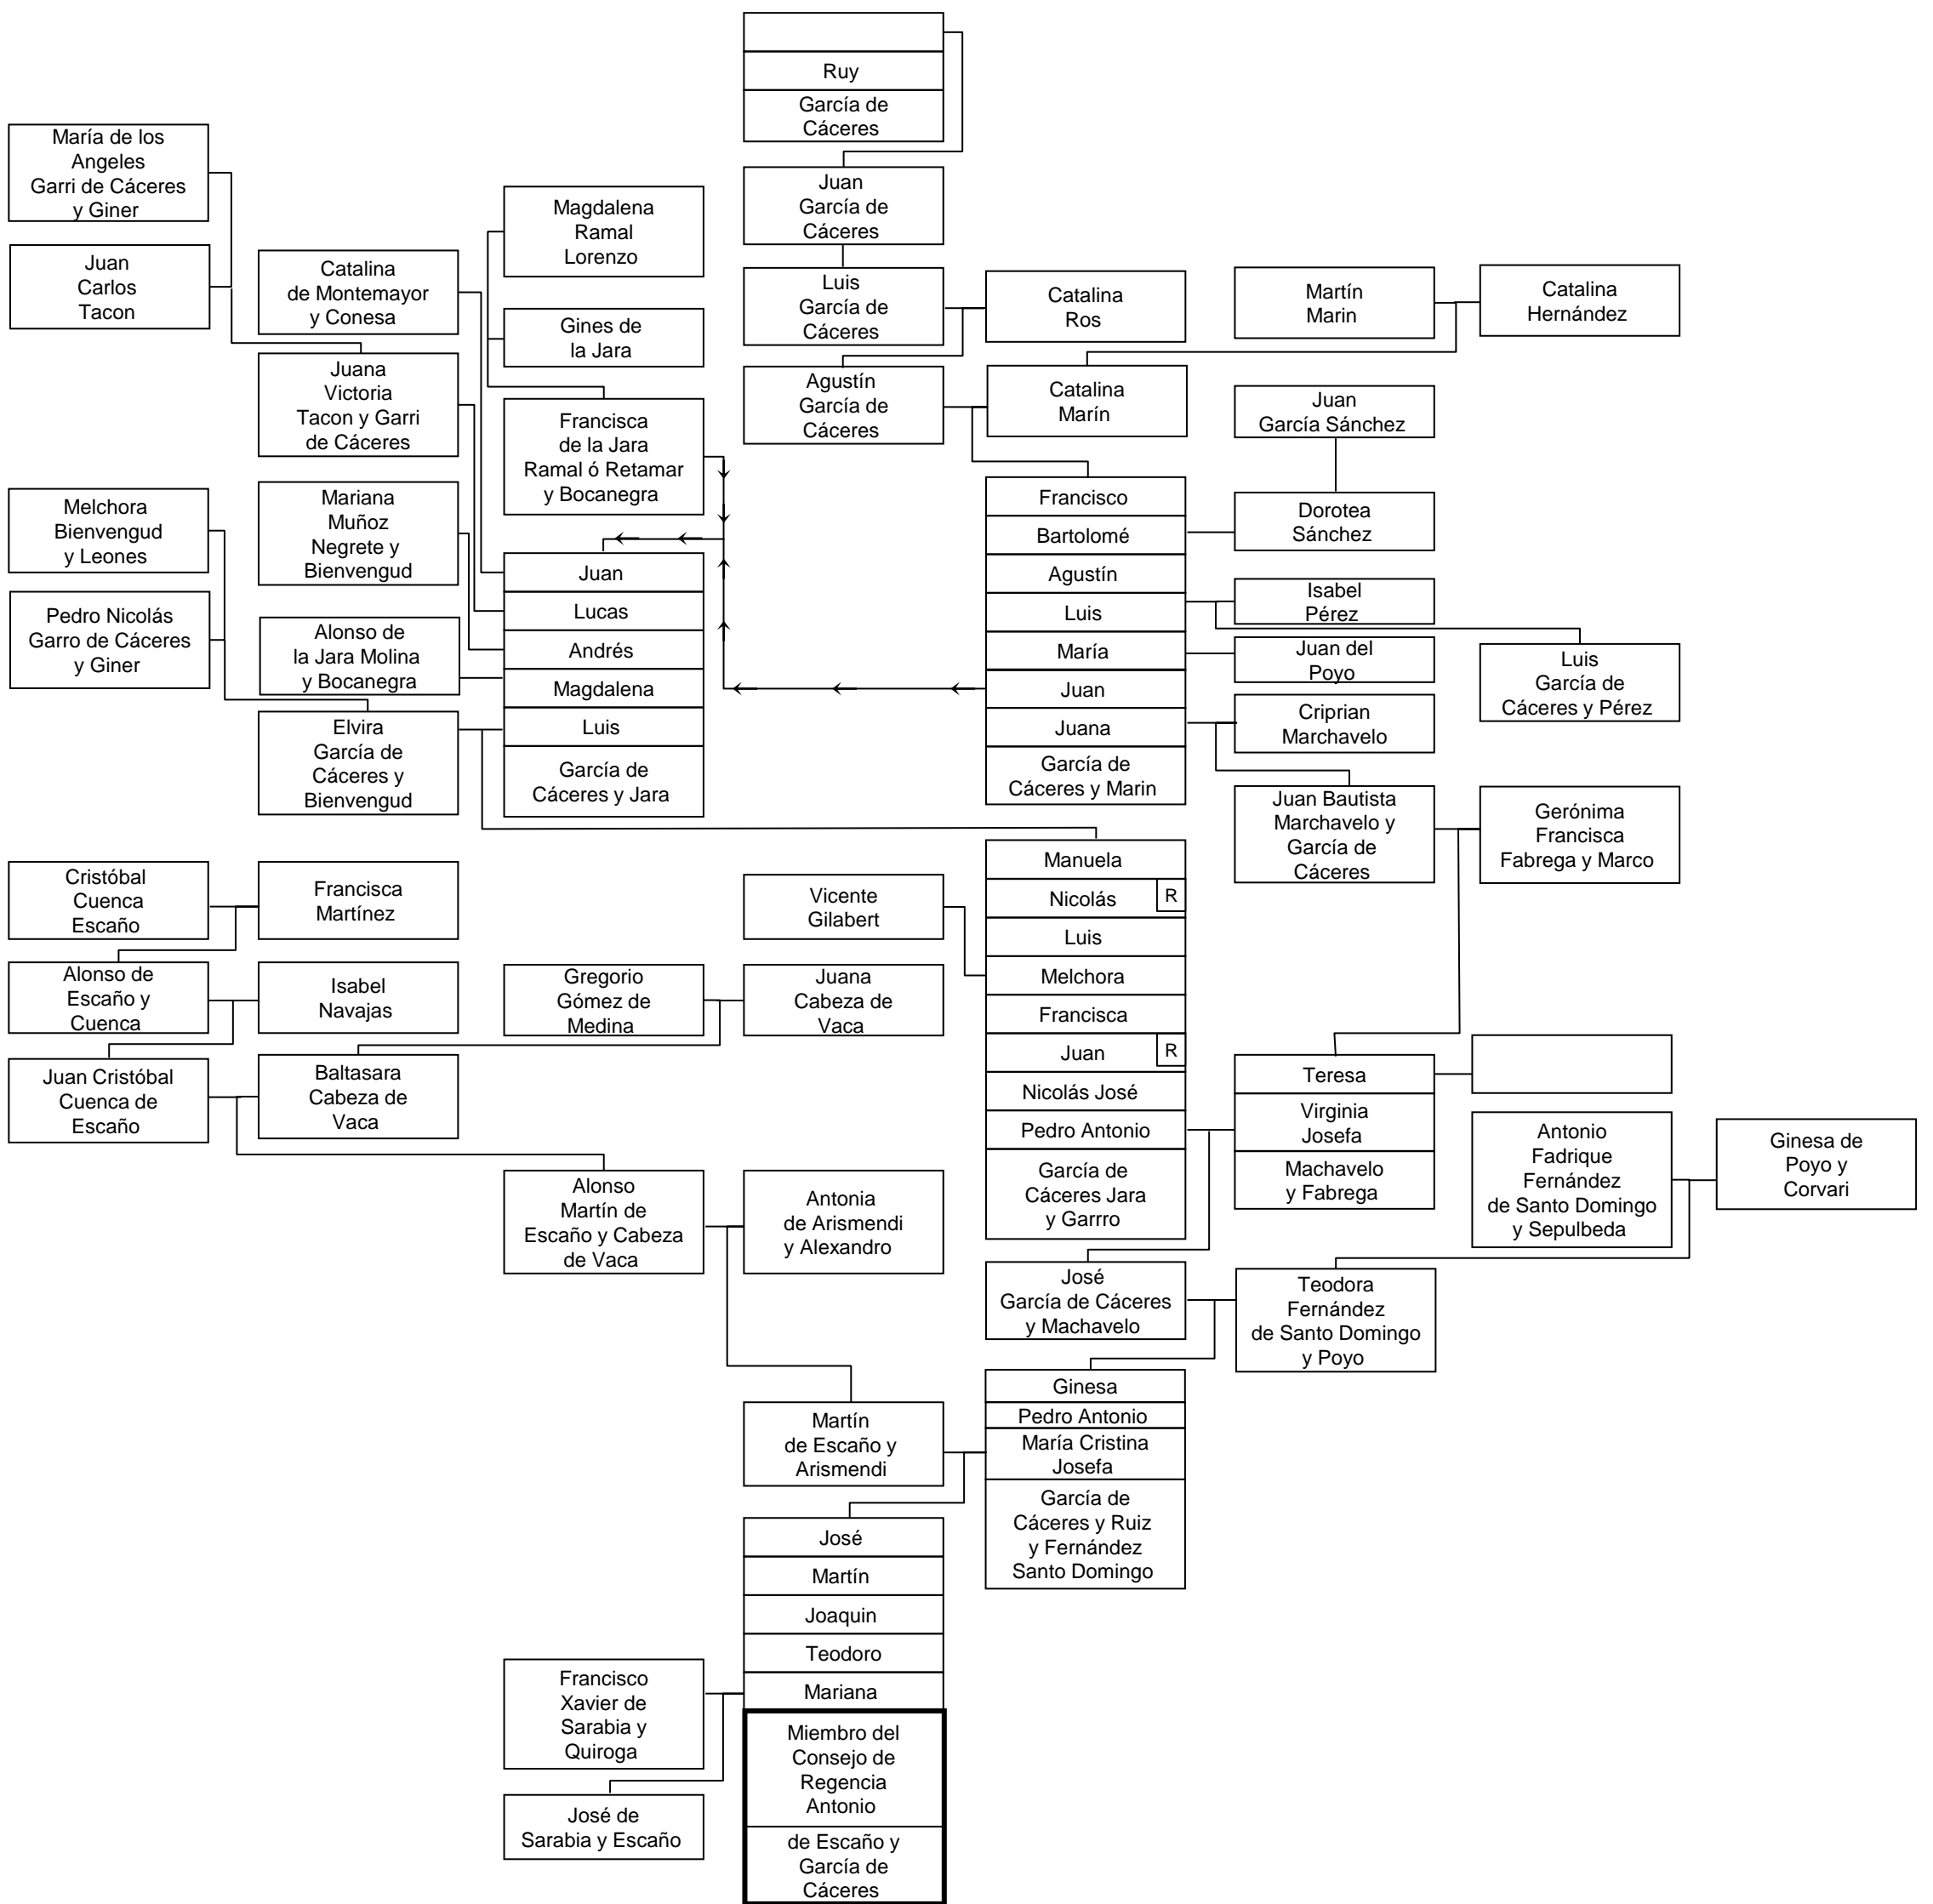 Ruy
García de
Cáceres
María de los
Angeles
Garri de Cáceres
y Giner
Juan
García de
Cáceres
Magdalena
Ramal
Lorenzo
Juan
Carlos
Tacon
Catalina
de Montemayor
y Conesa
Luis
García de
Cáceres
Catalina
Ros
Martín
Marin
Catalina
Hernández
Gines de
la Jara
Juana
Victoria
Tacon y Garri
de Cáceres
Agustín
García de
Cáceres
Catalina
Marín
Juan
García Sánchez
Francisca
de la Jara
Ramal ó Retamar
y Bocanegra
Melchora
Bienvengud
y Leones
Mariana
Muñoz
Negrete y
Bienvengud
Francisco
Bartolomé
Agustín
Luis
María
Juan
Juana
García de
Cáceres y Marin
Dorotea
Sánchez
Isabel
Pérez
Juan del
Poyo
Luis
García de
Cáceres y Pérez
Criprian
Marchavelo
Juan
Lucas
Andrés
Magdalena
Luis
García de
Cáceres y Jara
Pedro Nicolás
Garro de Cáceres
y Giner
Alonso de
la Jara Molina
y Bocanegra
Elvira
García de
Cáceres y
Bienvengud
Juan Bautista
Marchavelo y
García de
Cáceres
Gerónima
Francisca
Fabrega y Marco
Manuela
Nicolás
R
Luis
Melchora
Francisca
Juan
R
Nicolás José
Pedro Antonio
García de
Cáceres Jara
y Garrro
Vicente
Gilabert
Cristóbal
Cuenca
Escaño
Francisca
Martínez
Alonso de
Escaño y
Cuenca
Isabel
Navajas
Gregorio
Gómez de
Medina
Juana
Cabeza de
Vaca
Juan Cristóbal
Cuenca de
Escaño
Baltasara
Cabeza de
Vaca
Teresa
Virginia
Josefa
Machavelo
y Fabrega
Antonio
Fadrique
Fernández
de Santo Domingo
y Sepulbeda
Ginesa de
Poyo y
Corvari
Alonso
Martín de
Escaño y Cabeza
de Vaca
Antonia
de Arismendi
y Alexandro
José
García de Cáceres
y Machavelo
Teodora
Fernández
de Santo Domingo
y Poyo
Martín
de Escaño y
Arismendi
Ginesa
Pedro Antonio
María Cristina
Josefa
García de
Cáceres y Ruiz
y Fernández
Santo Domingo
José
Martín
Joaquin
Teodoro
Mariana
Miembro del
Consejo de
Regencia
Antonio
de Escaño y
García de
Cáceres
Francisco
Xavier de
Sarabia y
Quiroga
José de
Sarabia y Escaño